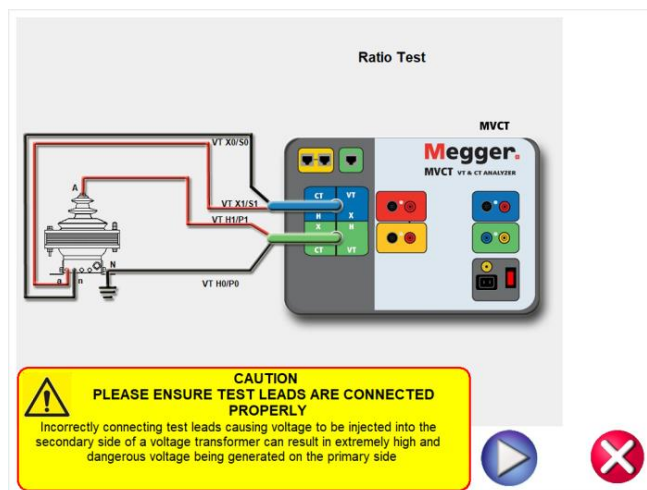 Ratio Test
MVCT
Megger.
MVCT VT & CT ANALYZER
VT X0/S0
A
VT X1/S1
VT H1/P1
CT VT
H X
X H
CT VT
N
a n
VT H0/P0
CAUTION
PLEASE ENSURE TEST LEADS ARE CONNECTED
PROPERLY
Incorrectly connecting test leads causing voltage to be injected into the
secondary side of a voltage transformer can result in extremely high and
dangerous voltage being generated on the primary side